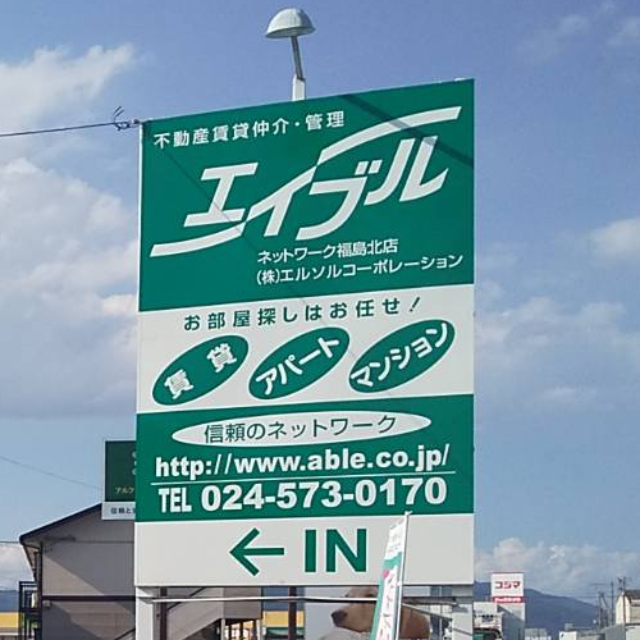 不動産賃貸仲介・管理
エイブル
ネットワーク福島北店
(株)エルソルコーポレーション
お部屋探しはお任せ!
賃貸 アパート マンション
信頼のネットワーク
http://www.able.co.jp/
TEL 024-573-0170
← IN
コジマ